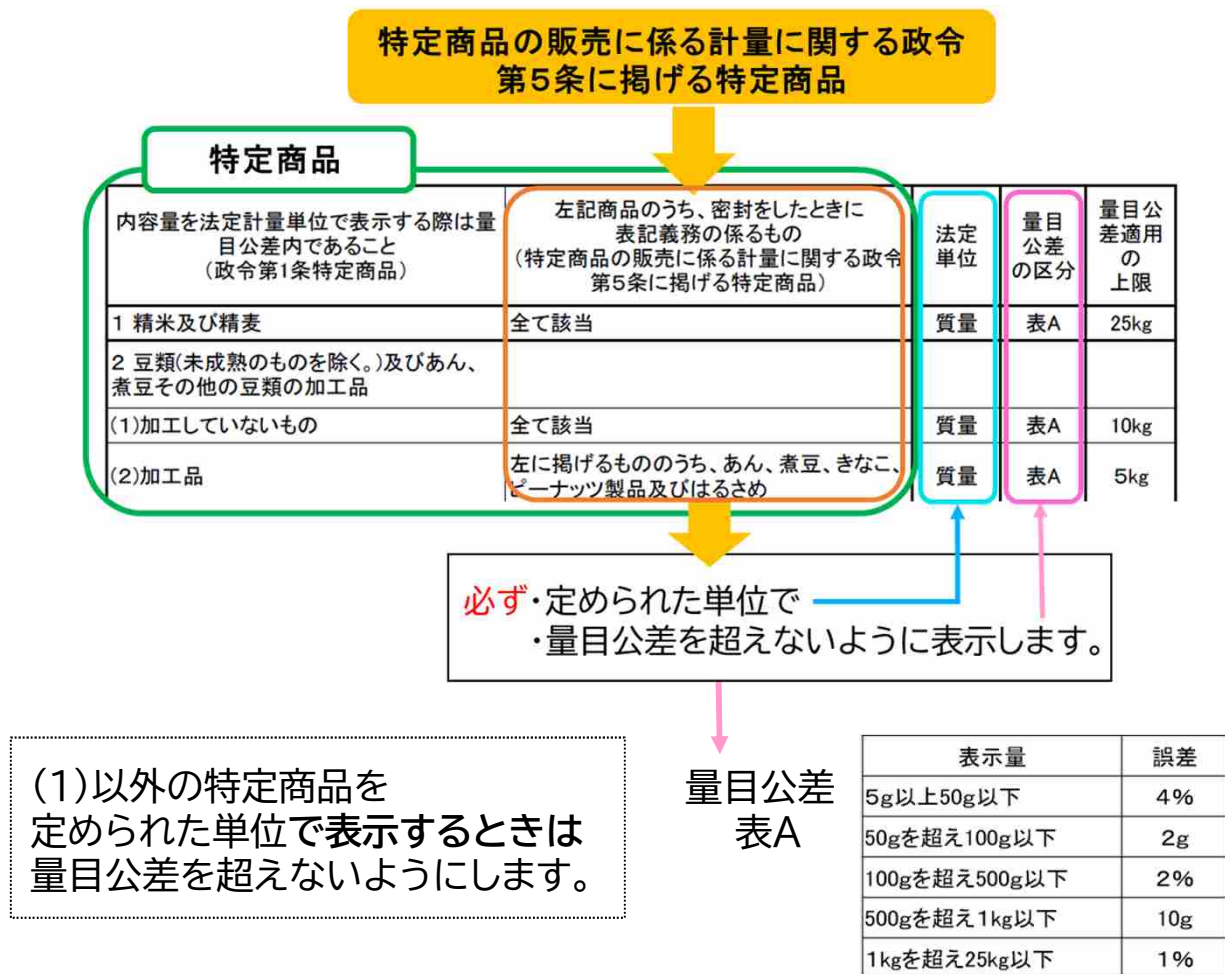 特定商品の販売に係る計量に関する政令
第5条に掲げる特定商品
特定商品
内容量を法定計量単位で表示する際は量
目公差内であること
(政令第1条特定商品)
左記商品のうち、密封をしたときに
表記義務の係るもの
(特定商品の販売に係る計量に関する政令
第5条に掲げる特定商品)
法定
単位
量目
公差
の区分
量目公
差適用
の
上限
1 精米及び精麦
全て該当
質量
表A
25kg
2 豆類(未成熟のものを除く。)及びあん、
煮豆その他の豆類の加工品
(1)加工していないもの
全て該当
質量
表A
10kg
(2)加工品
左に掲げるもののうち、あん、煮豆、きなこ、
ピーナッツ製品及びはるさめ
質量
表A
5kg
必ず・定められた単位で
・量目公差を超えないように表示します。
(1)以外の特定商品を
定められた単位で表示するときは
量目公差を超えないようにします。
量目公差
表A
表示量
誤差
5g以上50g以下
4%
50gを超え100g以下
2g
100gを超え500g以下
2%
500gを超え1kg以下
10g
1kgを超え25kg以下
1%